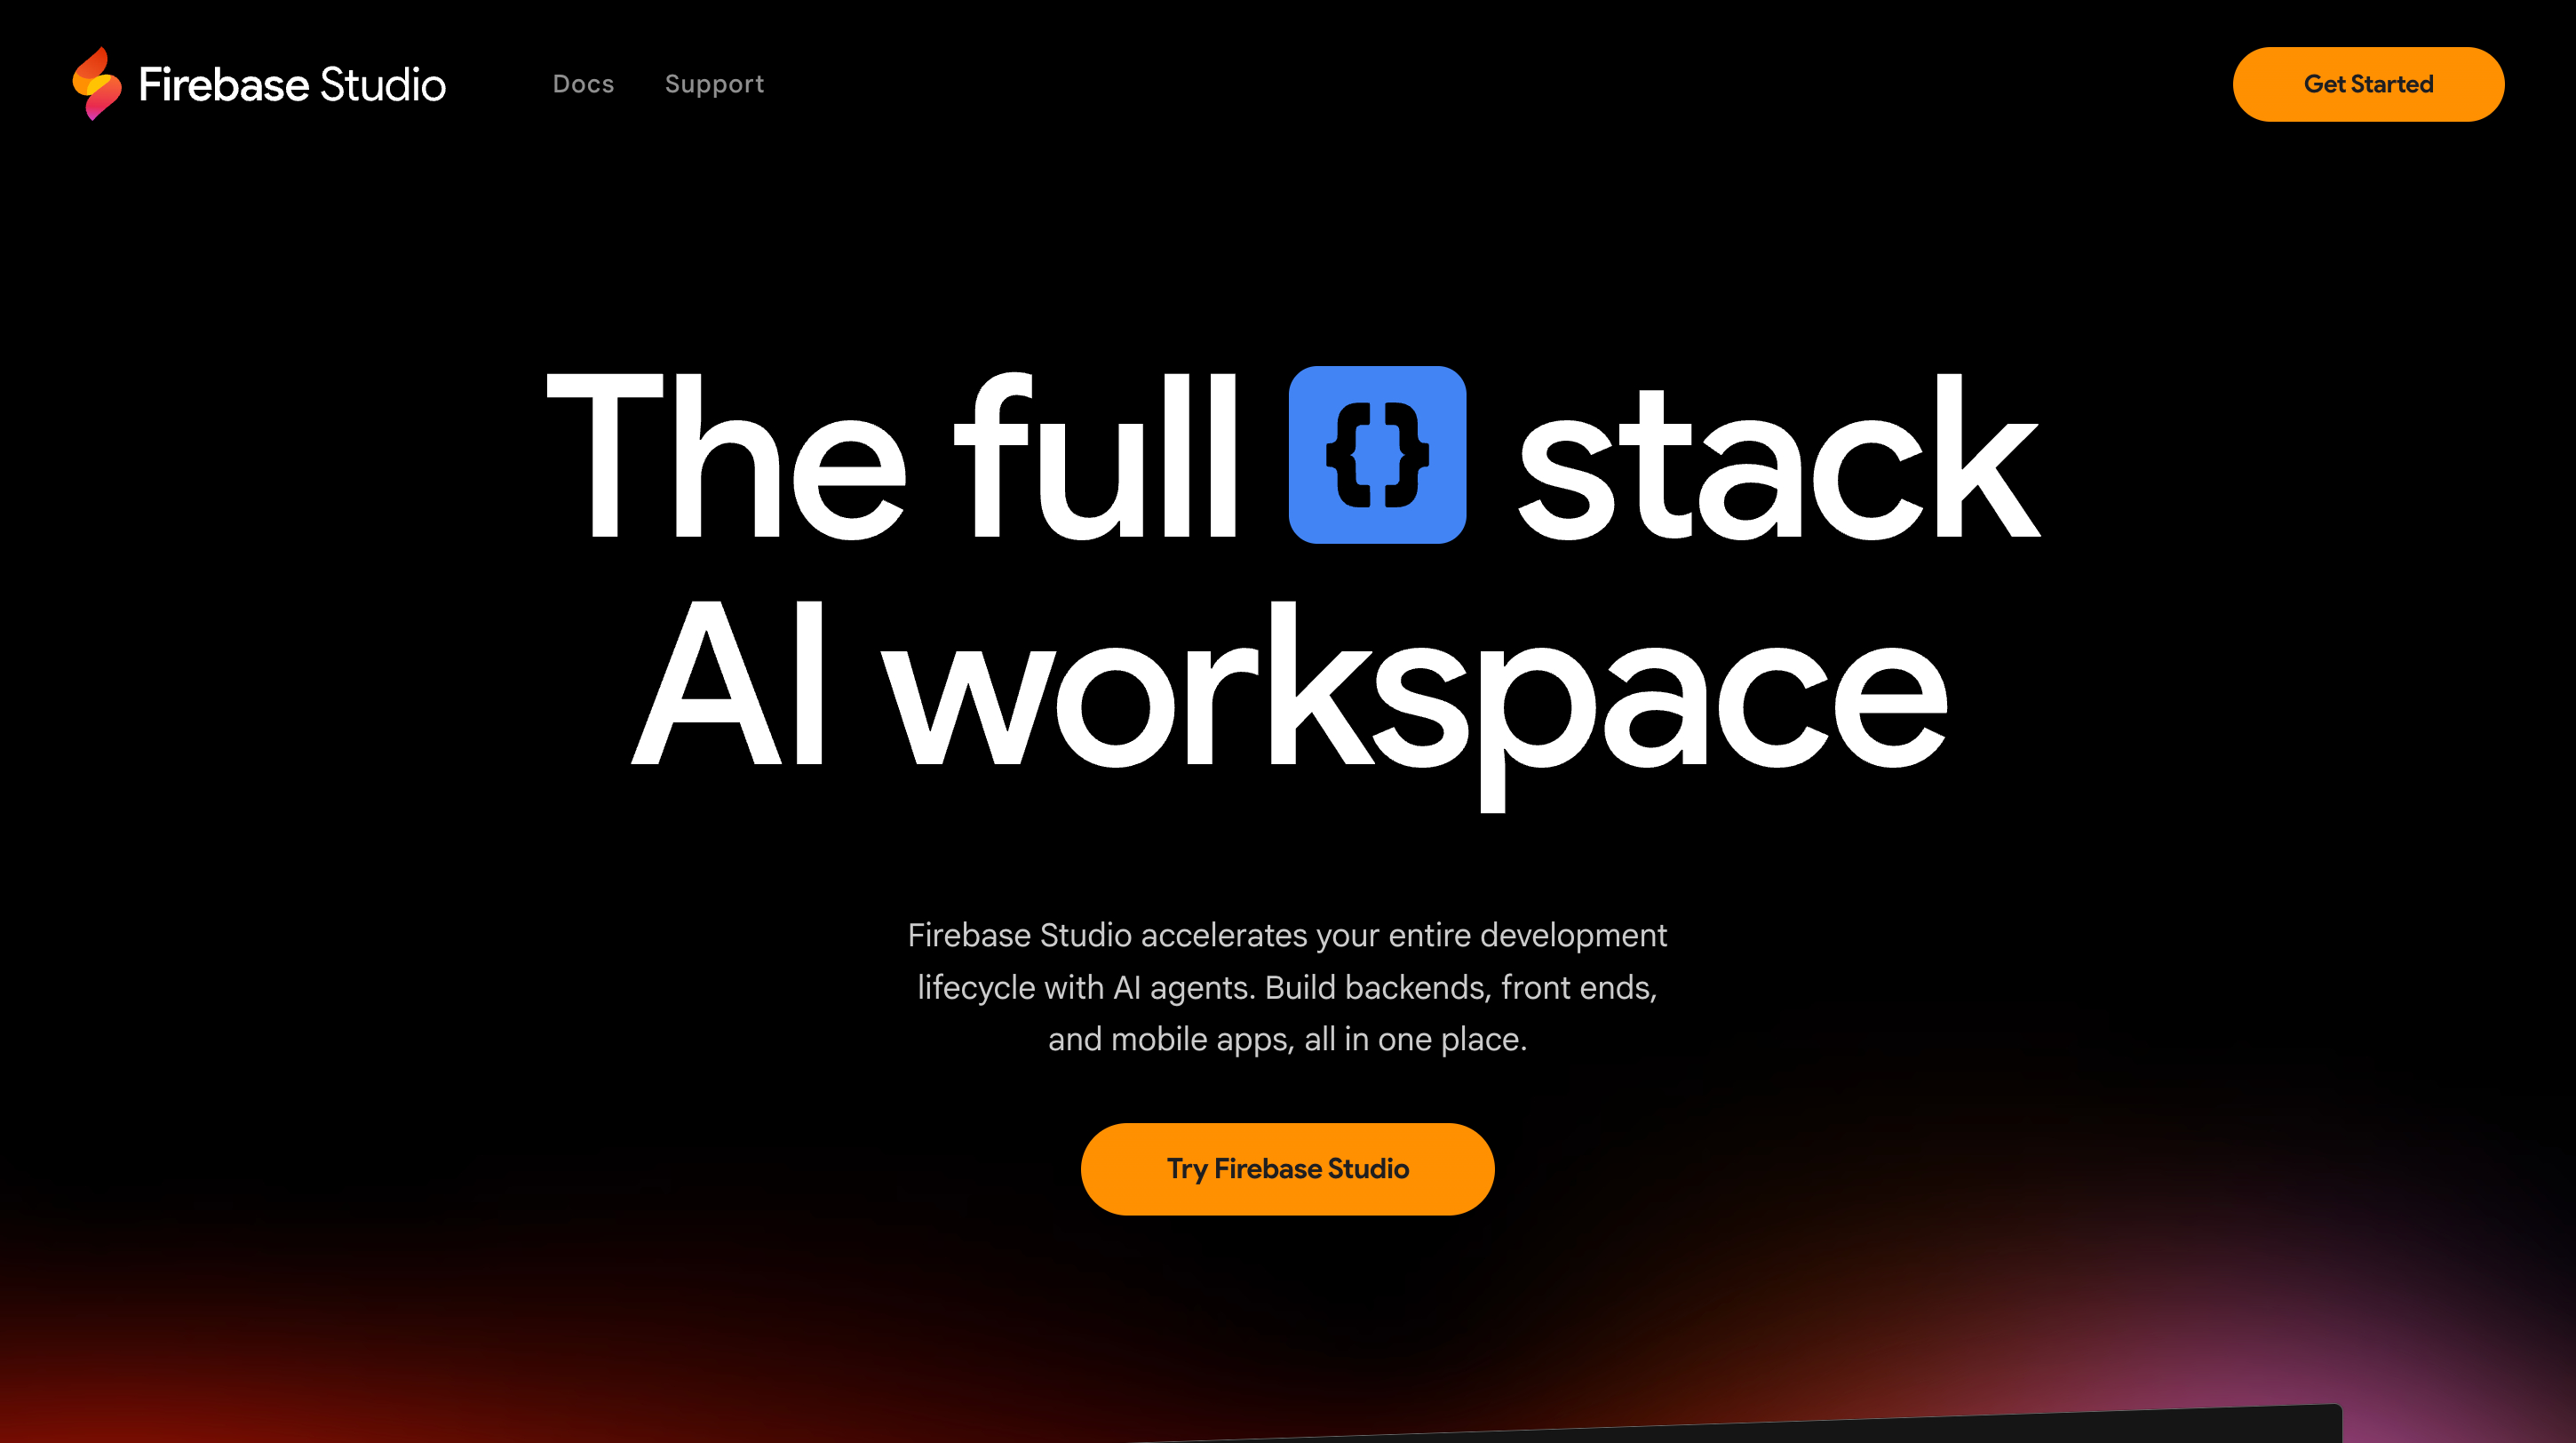 Firebase Studio
Docs
Support
Get Started
The full {} stack
AI workspace
Firebase Studio accelerates your entire development
lifecycle with AI agents. Build backends, front ends,
and mobile apps, all in one place.
Try Firebase Studio